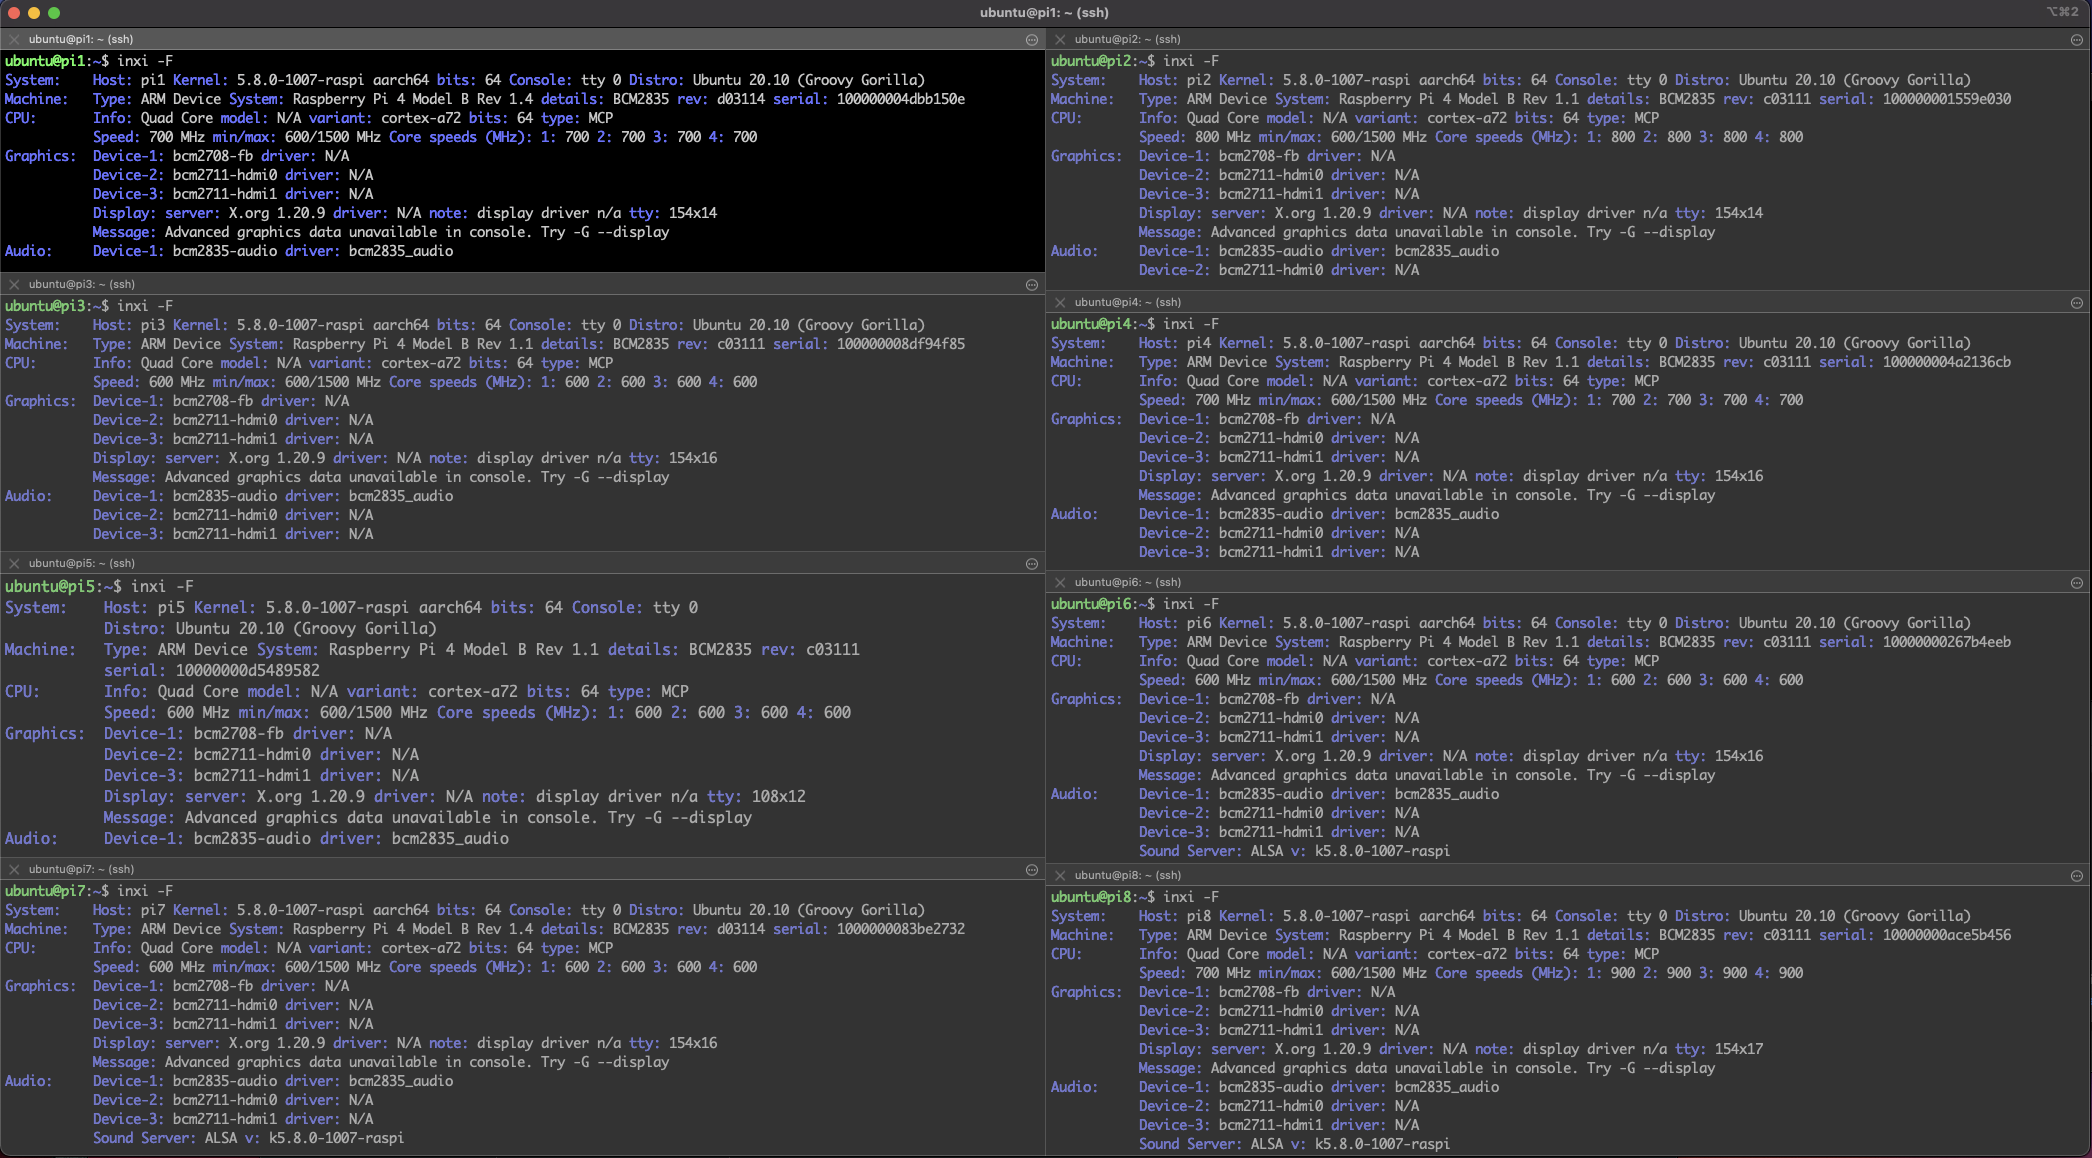 ubuntu@pi1: ~ (ssh)
⌥⌘2
ubuntu@pi1: ~ (ssh)
ubuntu@pi1:~$ inxi -F
System: Host: pi1 Kernel: 5.8.0-1007-raspi aarch64 bits: 64 Console: tty 0 Distro: Ubuntu 20.10 (Groovy Gorilla)
Machine: Type: ARM Device System: Raspberry Pi 4 Model B Rev 1.4 details: BCM2835 rev: d03114 serial: 100000004dbb150e
CPU: Info: Quad Core model: N/A variant: cortex-a72 bits: 64 type: MCP
Speed: 700 MHz min/max: 600/1500 MHz Core speeds (MHz): 1: 700 2: 700 3: 700 4: 700
Graphics: Device-1: bcm2708-fb driver: N/A
Device-2: bcm2711-hdmi0 driver: N/A
Device-3: bcm2711-hdmi1 driver: N/A
Display: server: X.org 1.20.9 driver: N/A note: display driver n/a tty: 154x14
Message: Advanced graphics data unavailable in console. Try -G --display
Audio: Device-1: bcm2835-audio driver: bcm2835_audio
ubuntu@pi2: ~ (ssh)
ubuntu@pi2:~$ inxi -F
System: Host: pi2 Kernel: 5.8.0-1007-raspi aarch64 bits: 64 Console: tty 0 Distro: Ubuntu 20.10 (Groovy Gorilla)
Machine: Type: ARM Device System: Raspberry Pi 4 Model B Rev 1.1 details: BCM2835 rev: c03111 serial: 100000001559e030
CPU: Info: Quad Core model: N/A variant: cortex-a72 bits: 64 type: MCP
Speed: 800 MHz min/max: 600/1500 MHz Core speeds (MHz): 1: 800 2: 800 3: 800 4: 800
Graphics: Device-1: bcm2708-fb driver: N/A
Device-2: bcm2711-hdmi0 driver: N/A
Device-3: bcm2711-hdmi1 driver: N/A
Display: server: X.org 1.20.9 driver: N/A note: display driver n/a tty: 154x14
Message: Advanced graphics data unavailable in console. Try -G --display
Audio: Device-1: bcm2835-audio driver: bcm2835_audio
Device-2: bcm2711-hdmi0 driver: N/A
ubuntu@pi3: ~ (ssh)
ubuntu@pi3:~$ inxi -F
System: Host: pi3 Kernel: 5.8.0-1007-raspi aarch64 bits: 64 Console: tty 0 Distro: Ubuntu 20.10 (Groovy Gorilla)
Machine: Type: ARM Device System: Raspberry Pi 4 Model B Rev 1.1 details: BCM2835 rev: c03111 serial: 100000008df94f85
CPU: Info: Quad Core model: N/A variant: cortex-a72 bits: 64 type: MCP
Speed: 600 MHz min/max: 600/1500 MHz Core speeds (MHz): 1: 600 2: 600 3: 600 4: 600
Graphics: Device-1: bcm2708-fb driver: N/A
Device-2: bcm2711-hdmi0 driver: N/A
Device-3: bcm2711-hdmi1 driver: N/A
Display: server: X.org 1.20.9 driver: N/A note: display driver n/a tty: 154x16
Message: Advanced graphics data unavailable in console. Try -G --display
Audio: Device-1: bcm2835-audio driver: bcm2835_audio
Device-2: bcm2711-hdmi0 driver: N/A
Device-3: bcm2711-hdmi1 driver: N/A
ubuntu@pi4: ~ (ssh)
ubuntu@pi4:~$ inxi -F
System: Host: pi4 Kernel: 5.8.0-1007-raspi aarch64 bits: 64 Console: tty 0 Distro: Ubuntu 20.10 (Groovy Gorilla)
Machine: Type: ARM Device System: Raspberry Pi 4 Model B Rev 1.1 details: BCM2835 rev: c03111 serial: 100000004a2136cb
CPU: Info: Quad Core model: N/A variant: cortex-a72 bits: 64 type: MCP
Speed: 700 MHz min/max: 600/1500 MHz Core speeds (MHz): 1: 700 2: 700 3: 700 4: 700
Graphics: Device-1: bcm2708-fb driver: N/A
Device-2: bcm2711-hdmi0 driver: N/A
Device-3: bcm2711-hdmi1 driver: N/A
Display: server: X.org 1.20.9 driver: N/A note: display driver n/a tty: 154x16
Message: Advanced graphics data unavailable in console. Try -G --display
Audio: Device-1: bcm2835-audio driver: bcm2835_audio
Device-2: bcm2711-hdmi0 driver: N/A
Device-3: bcm2711-hdmi1 driver: N/A
ubuntu@pi5: ~ (ssh)
ubuntu@pi5:~$ inxi -F
System: Host: pi5 Kernel: 5.8.0-1007-raspi aarch64 bits: 64 Console: tty 0
Distro: Ubuntu 20.10 (Groovy Gorilla)
Machine: Type: ARM Device System: Raspberry Pi 4 Model B Rev 1.1 details: BCM2835 rev: c03111
serial: 10000000d5489582
CPU: Info: Quad Core model: N/A variant: cortex-a72 bits: 64 type: MCP
Speed: 600 MHz min/max: 600/1500 MHz Core speeds (MHz): 1: 600 2: 600 3: 600 4: 600
Graphics: Device-1: bcm2708-fb driver: N/A
Device-2: bcm2711-hdmi0 driver: N/A
Device-3: bcm2711-hdmi1 driver: N/A
Display: server: X.org 1.20.9 driver: N/A note: display driver n/a tty: 108x12
Message: Advanced graphics data unavailable in console. Try -G --display
Audio: Device-1: bcm2835-audio driver: bcm2835_audio
ubuntu@pi6: ~ (ssh)
ubuntu@pi6:~$ inxi -F
System: Host: pi6 Kernel: 5.8.0-1007-raspi aarch64 bits: 64 Console: tty 0 Distro: Ubuntu 20.10 (Groovy Gorilla)
Machine: Type: ARM Device System: Raspberry Pi 4 Model B Rev 1.1 details: BCM2835 rev: c03111 serial: 10000000267b4eeb
CPU: Info: Quad Core model: N/A variant: cortex-a72 bits: 64 type: MCP
Speed: 600 MHz min/max: 600/1500 MHz Core speeds (MHz): 1: 600 2: 600 3: 600 4: 600
Graphics: Device-1: bcm2708-fb driver: N/A
Device-2: bcm2711-hdmi0 driver: N/A
Device-3: bcm2711-hdmi1 driver: N/A
Display: server: X.org 1.20.9 driver: N/A note: display driver n/a tty: 154x16
Message: Advanced graphics data unavailable in console. Try -G --display
Audio: Device-1: bcm2835-audio driver: bcm2835_audio
Device-2: bcm2711-hdmi0 driver: N/A
Device-3: bcm2711-hdmi1 driver: N/A
Sound Server: ALSA v: k5.8.0-1007-raspi
ubuntu@pi7: ~ (ssh)
ubuntu@pi7:~$ inxi -F
System: Host: pi7 Kernel: 5.8.0-1007-raspi aarch64 bits: 64 Console: tty 0 Distro: Ubuntu 20.10 (Groovy Gorilla)
Machine: Type: ARM Device System: Raspberry Pi 4 Model B Rev 1.4 details: BCM2835 rev: d03114 serial: 1000000083be2732
CPU: Info: Quad Core model: N/A variant: cortex-a72 bits: 64 type: MCP
Speed: 600 MHz min/max: 600/1500 MHz Core speeds (MHz): 1: 600 2: 600 3: 600 4: 600
Graphics: Device-1: bcm2708-fb driver: N/A
Device-2: bcm2711-hdmi0 driver: N/A
Device-3: bcm2711-hdmi1 driver: N/A
Display: server: X.org 1.20.9 driver: N/A note: display driver n/a tty: 154x16
Message: Advanced graphics data unavailable in console. Try -G --display
Audio: Device-1: bcm2835-audio driver: bcm2835_audio
Device-2: bcm2711-hdmi0 driver: N/A
Device-3: bcm2711-hdmi1 driver: N/A
Sound Server: ALSA v: k5.8.0-1007-raspi
ubuntu@pi8: ~ (ssh)
ubuntu@pi8:~$ inxi -F
System: Host: pi8 Kernel: 5.8.0-1007-raspi aarch64 bits: 64 Console: tty 0 Distro: Ubuntu 20.10 (Groovy Gorilla)
Machine: Type: ARM Device System: Raspberry Pi 4 Model B Rev 1.1 details: BCM2835 rev: c03111 serial: 10000000ace5b456
CPU: Info: Quad Core model: N/A variant: cortex-a72 bits: 64 type: MCP
Speed: 700 MHz min/max: 600/1500 MHz Core speeds (MHz): 1: 900 2: 900 3: 900 4: 900
Graphics: Device-1: bcm2708-fb driver: N/A
Device-2: bcm2711-hdmi0 driver: N/A
Device-3: bcm2711-hdmi1 driver: N/A
Display: server: X.org 1.20.9 driver: N/A note: display driver n/a tty: 154x17
Message: Advanced graphics data unavailable in console. Try -G --display
Audio: Device-1: bcm2835-audio driver: bcm2835_audio
Device-2: bcm2711-hdmi0 driver: N/A
Device-3: bcm2711-hdmi1 driver: N/A
Sound Server: ALSA v: k5.8.0-1007-raspi